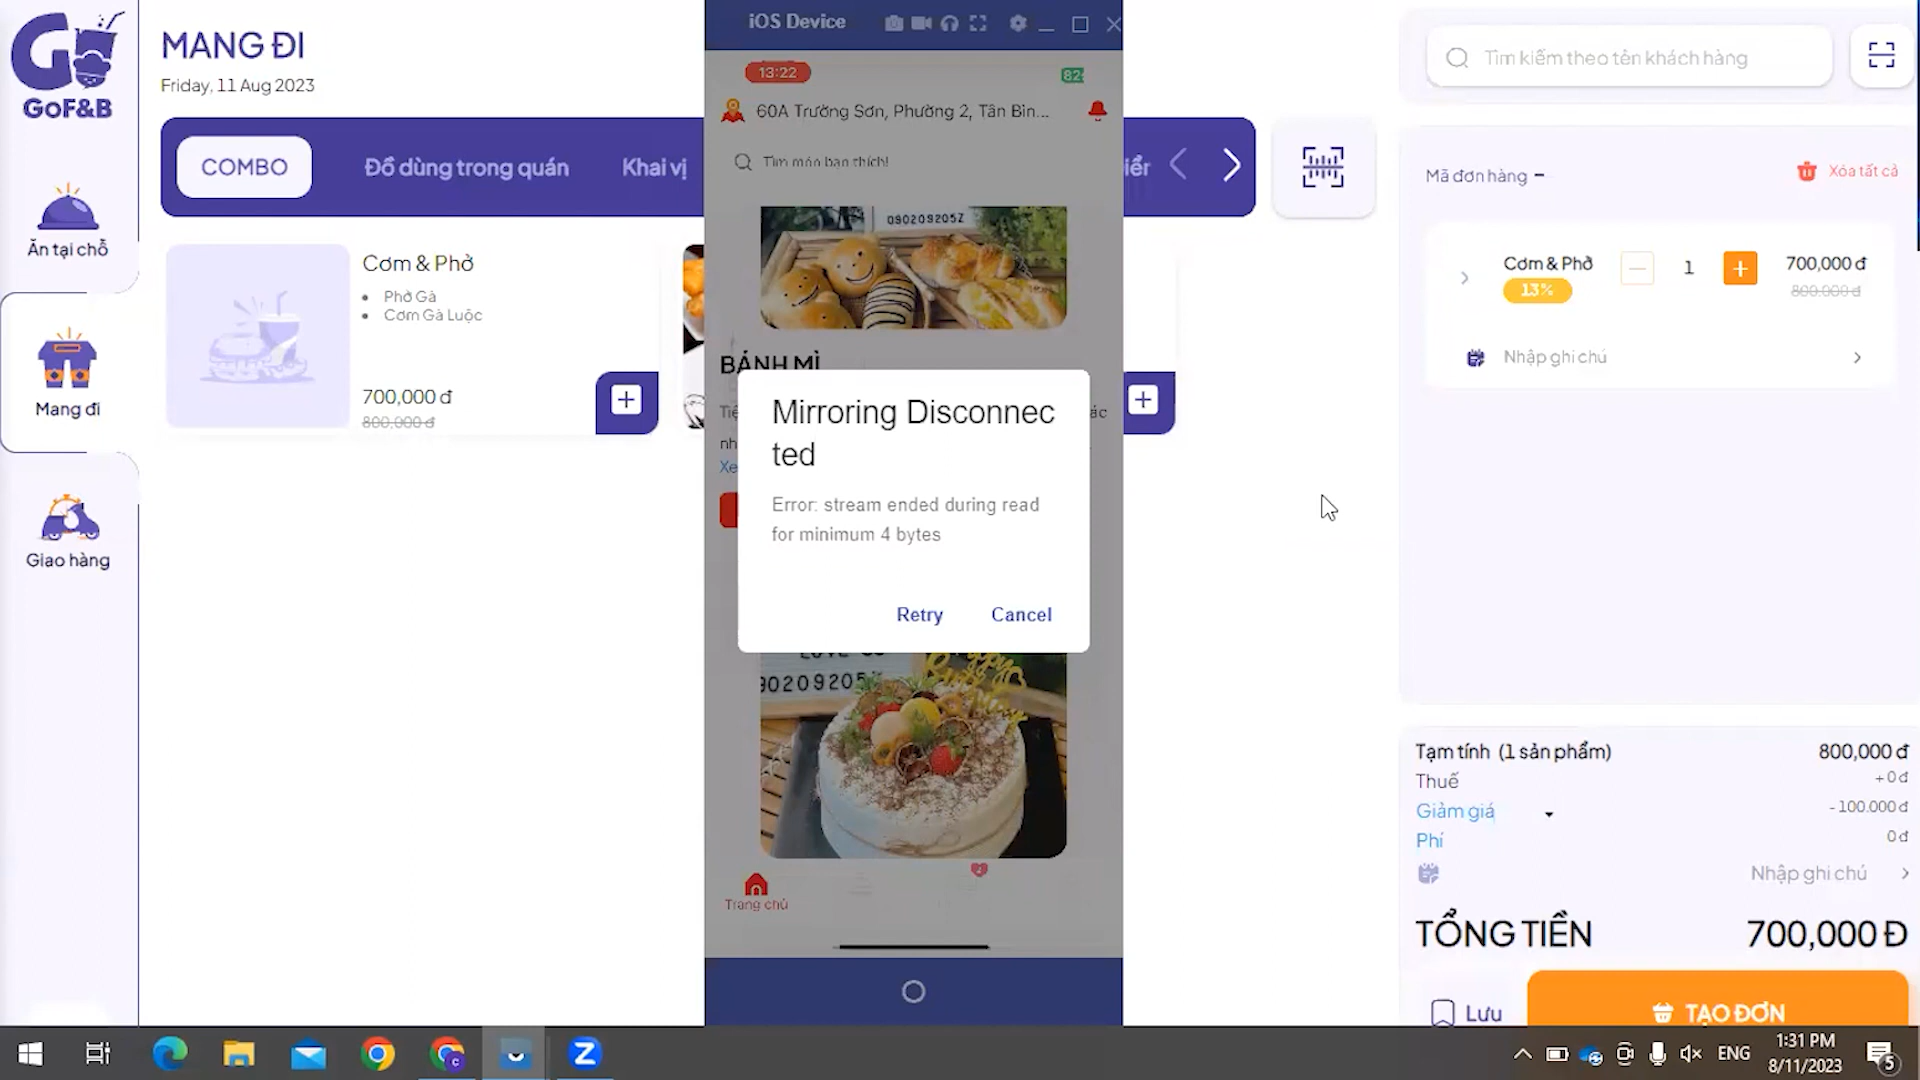 GO
GoF&B
MANG ĐI
Friday, 11 Aug 2023
COMBO
Đồ dùng trong quán
Khai vị
Ăn tại chỗ
Mang đi
Giao hàng
Cơm & Phở
Phở Gà
Cơm Gà Luộc
700,000 đ
800,000 đ
iOS Device
13:22
82
60A Trường Sơn, Phường 2, Tân Bìn...
Tìm món bạn thích!
090209205Z
BÁNH MÌ
Mirroring Disconnec
ted
Error: stream ended during read
for minimum 4 bytes
Retry
Cancel
Trang chủ
Tìm kiếm theo tên khách hàng
Mã đơn hàng –
Xóa tất cả
Cơm & Phở
1
700,000 đ
13%
800.000 đ
Nhập ghi chú
Tạm tính (1 sản phẩm)
800,000 đ
Thuế
+ 0 đ
Giảm giá
- 100.000 đ
Phí
0 đ
Nhập ghi chú
TỔNG TIỀN
700,000 Đ
Lưu
TẠO ĐƠN
ENG
1:31 PM
8/11/2023
5